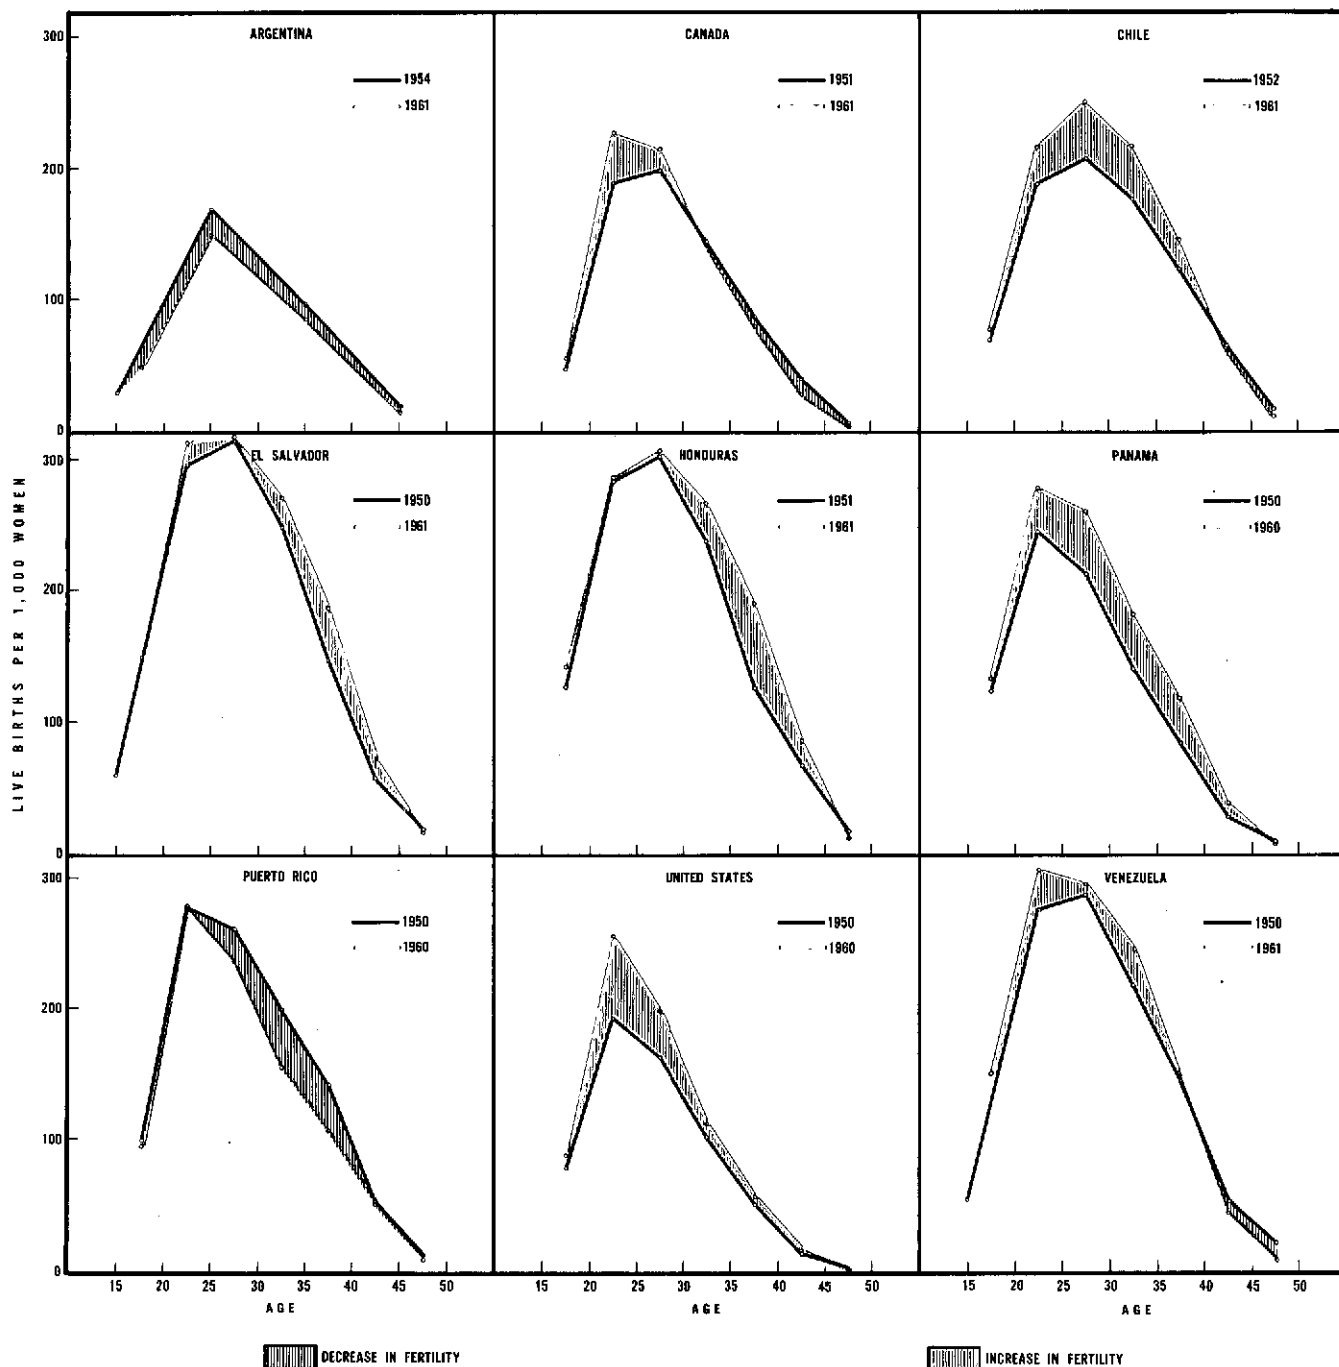 ARGENTINA
300
1954
1961
200
100
0
CANADA
1951
1961
CHILE
1952
1961
LIVE BIRTHS PER 1,000 WOMEN
EL SALVADOR
300
1950
1961
200
100
0
HONDURAS
1951
1961
PANAMA
1950
1960
PUERTO RICO
300
1950
1960
200
100
0
15 20 25 30 35 40 45 50
AGE
UNITED STATES
1950
1960
15 20 25 30 35 40 45 50
AGE
VENEZUELA
1950
1961
15 20 25 30 35 40 45 50
AGE
DECREASE IN FERTILITY
INCREASE IN FERTILITY